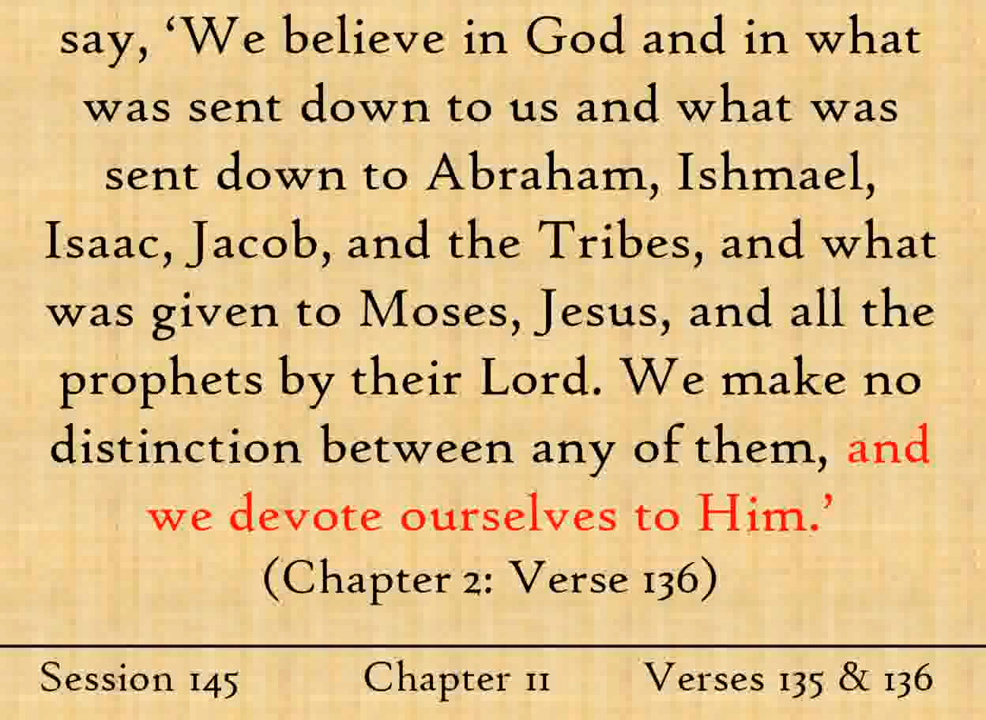 say, ‘We believe in God and in what
was sent down to us and what was
sent down to Abraham, Ishmael,
Isaac, Jacob, and the Tribes, and what
was given to Moses, Jesus, and all the
prophets by their Lord. We make no
distinction between any of them, and
we devote ourselves to Him.’
(Chapter 2: Verse 136)
Session 145 Chapter 11 Verses 135 & 136